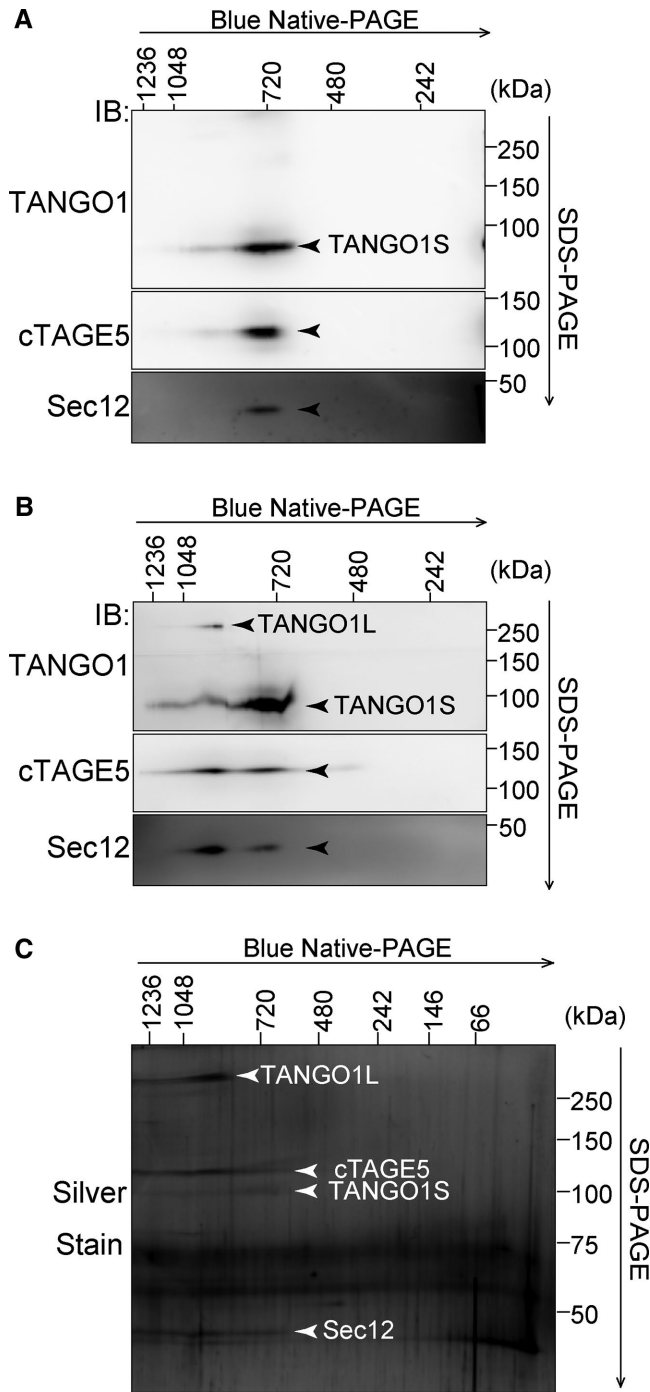 A
Blue Native-PAGE
1236 1048 720 480 242 (kDa)
IB:
TANGO1
250
150
100
TANGO1S
cTAGE5
150
100
Sec12
50
SDS-PAGE
B
Blue Native-PAGE
1236 1048 720 480 242 (kDa)
IB:
TANGO1
TANGO1L
250
150
100
TANGO1S
cTAGE5
150
100
Sec12
50
SDS-PAGE
C
Blue Native-PAGE
1236 1048 720 480 242 146 66 (kDa)
TANGO1L
250
150
cTAGE5
Silver
TANGO1S
100
Stain
75
50
Sec12
SDS-PAGE